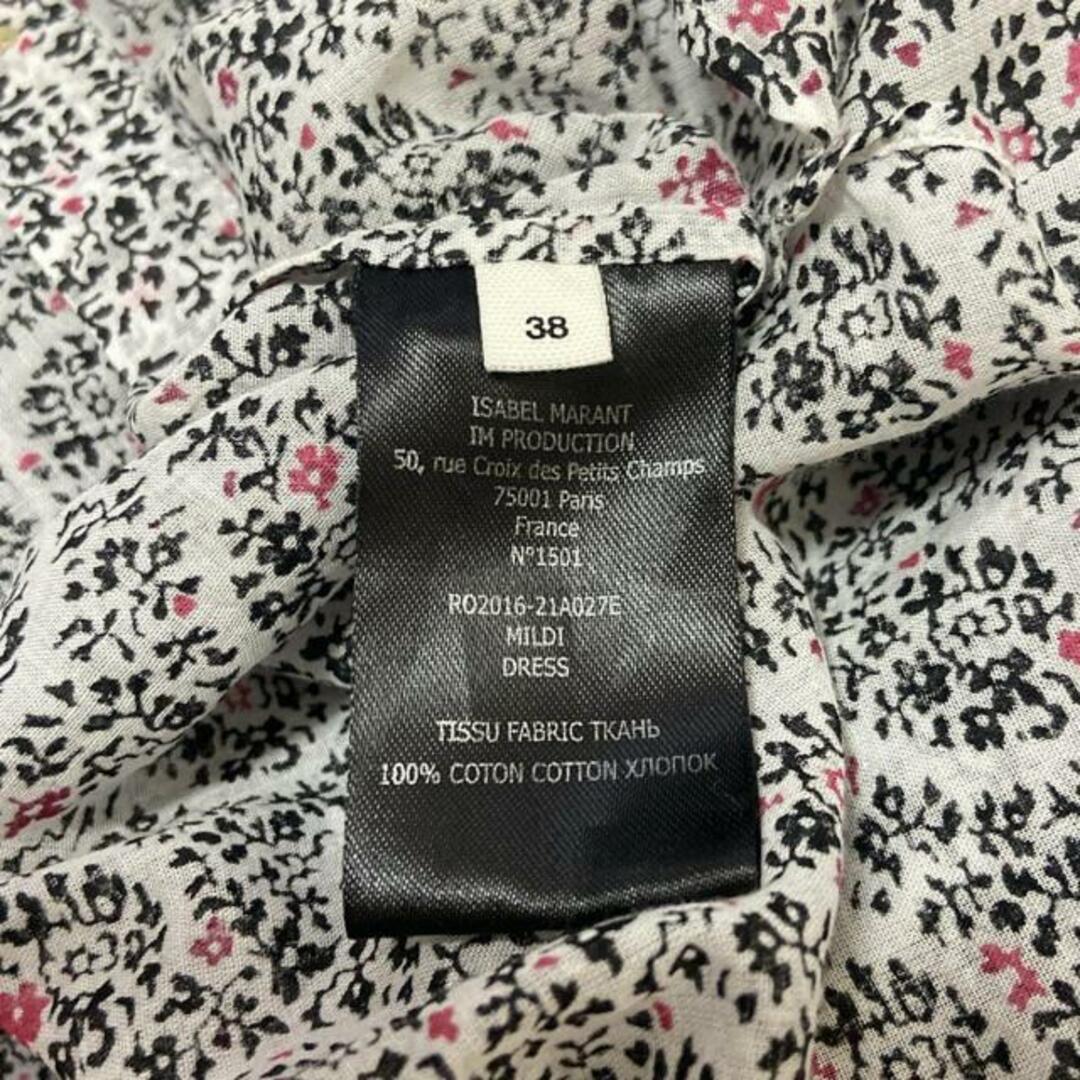 38
ISABEL MARANT
IM PRODUCTION
50, rue Croix des Petits Champs
75001 Paris
France
N°1501
RO2016-21A027E
MILDI
DRESS
TISSU FABRIC ТКАНЬ
100% COTON COTTON ХЛОПОК